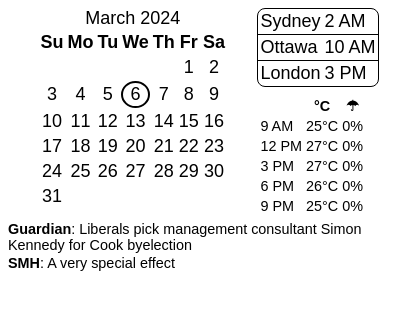 March 2024
Su Mo Tu We Th Fr Sa
1 2
3 4 5 6 7 8 9
10 11 12 13 14 15 16
17 18 19 20 21 22 23
24 25 26 27 28 29 30
31
Sydney 2 AM
Ottawa 10 AM
London 3 PM
°C ☂
9 AM 25°C 0%
12 PM 27°C 0%
3 PM 27°C 0%
6 PM 26°C 0%
9 PM 25°C 0%
Guardian: Liberals pick management consultant Simon
Kennedy for Cook byelection
SMH: A very special effect